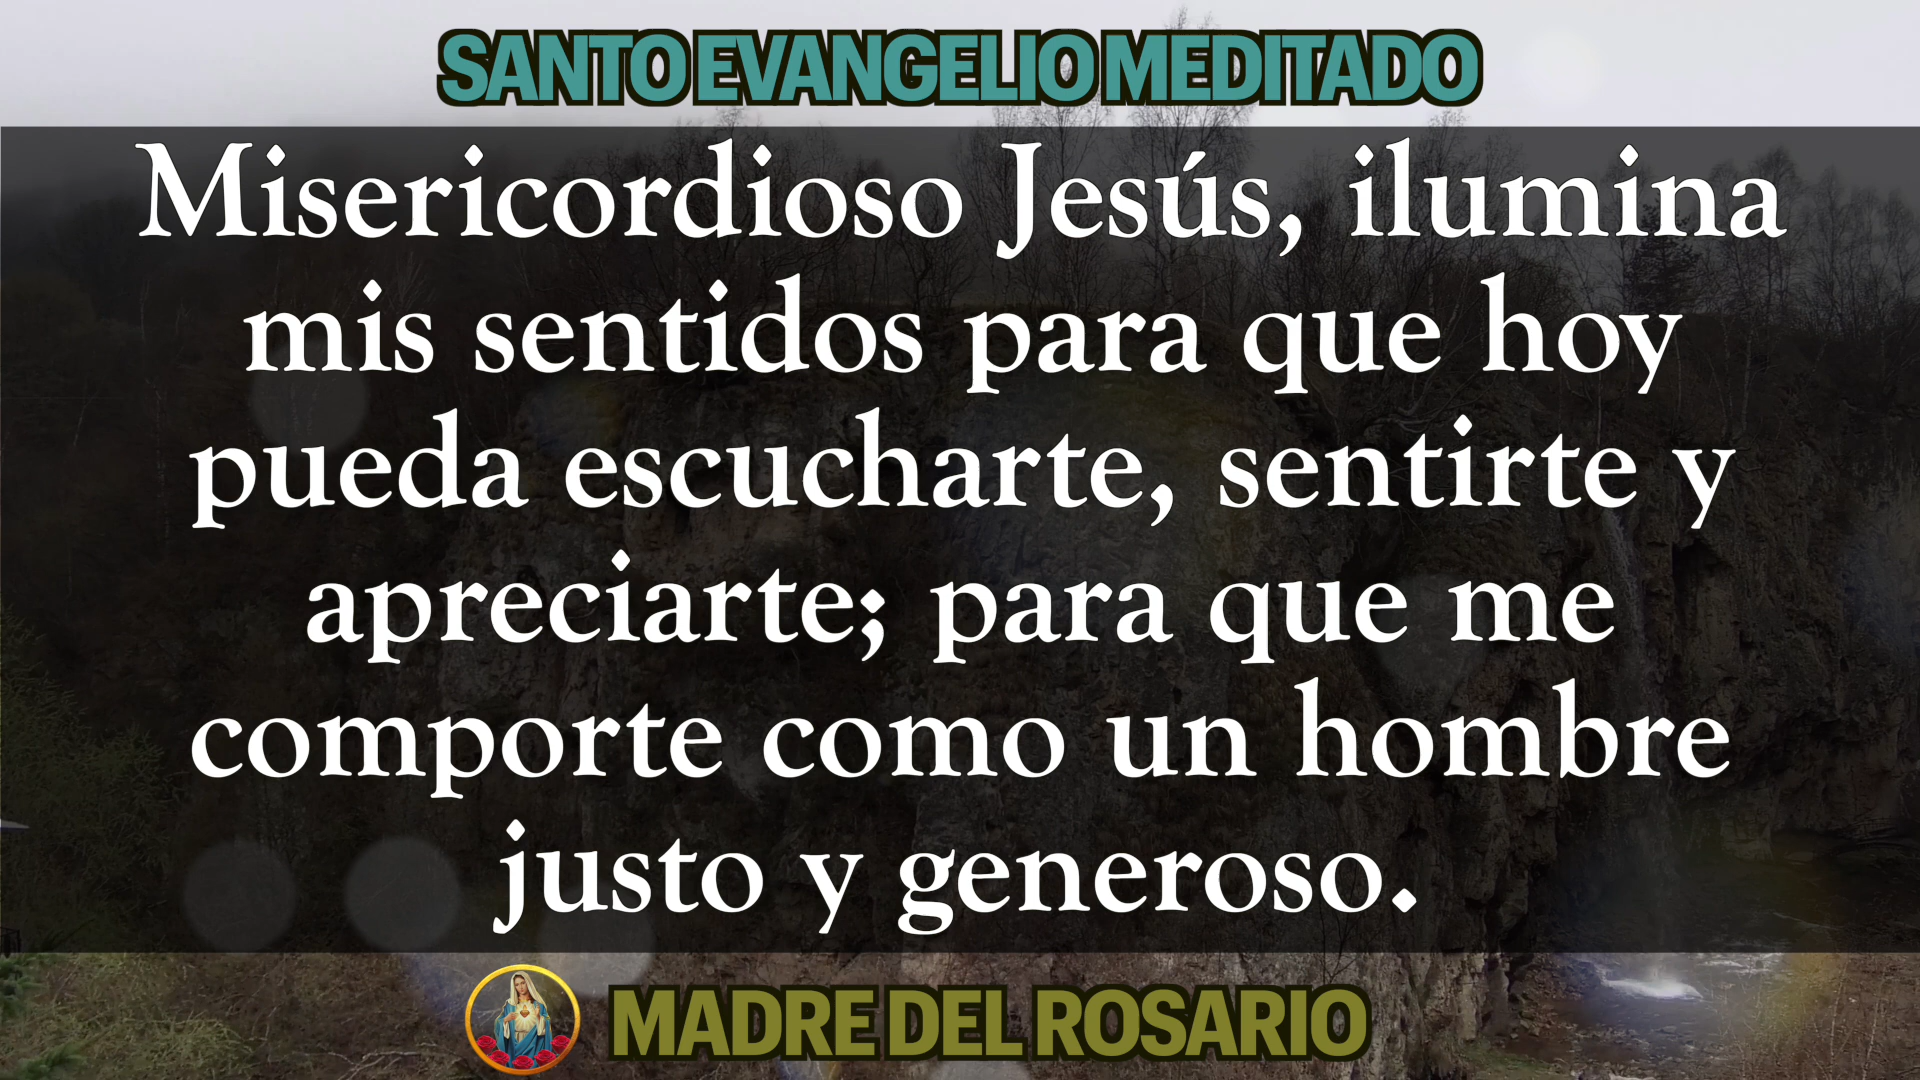 SANTO EVANGELIO MEDITADO
Misericordioso Jesús, ilumina
mis sentidos para que hoy
pueda escucharte, sentirte y
apreciarte; para que me
comporte como un hombre
justo y generoso.
MADRE DEL ROSARIO